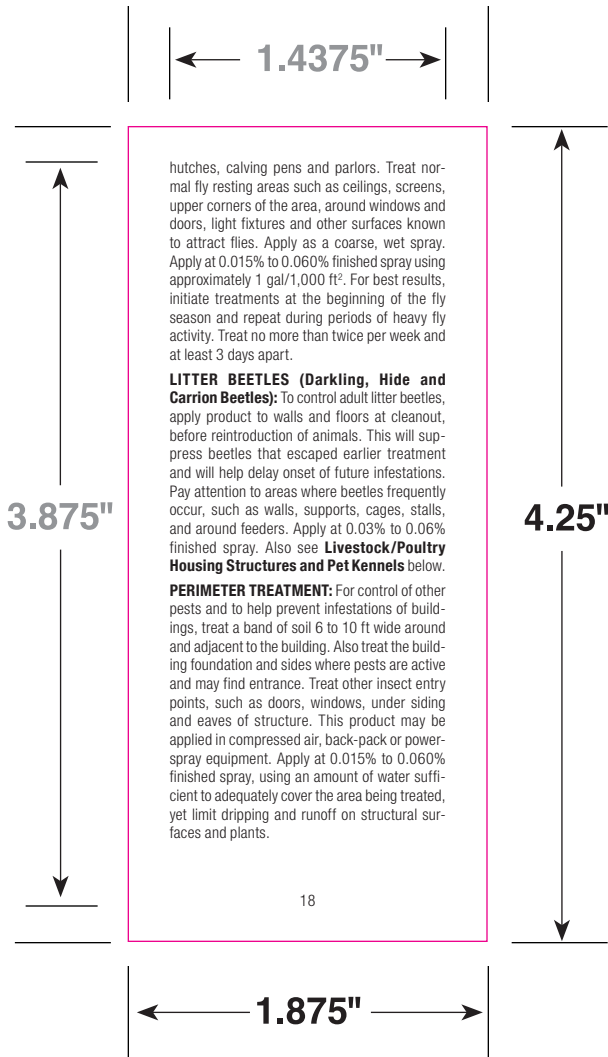 1.4375"
hutches, calving pens and parlors. Treat nor-
mal fly resting areas such as ceilings, screens,
upper corners of the area, around windows and
doors, light fixtures and other surfaces known
to attract flies. Apply as a coarse, wet spray.
Apply at 0.015% to 0.060% finished spray using
approximately 1 gal/1,000 ft². For best results,
initiate treatments at the beginning of the fly
season and repeat during periods of heavy fly
activity. Treat no more than twice per week and
at least 3 days apart.
LITTER BEETLES (Darkling, Hide and
Carrion Beetles): To control adult litter beetles,
apply product to walls and floors at cleanout,
before reintroduction of animals. This will sup-
press beetles that escaped earlier treatment
and will help delay onset of future infestations.
Pay attention to areas where beetles frequently
occur, such as walls, supports, cages, stalls,
and around feeders. Apply at 0.03% to 0.06%
finished spray. Also see Livestock/Poultry
Housing Structures and Pet Kennels below.
PERIMETER TREATMENT: For control of other
pests and to help prevent infestations of build-
ings, treat a band of soil 6 to 10 ft wide around
and adjacent to the building. Also treat the build-
ing foundation and sides where pests are active
and may find entrance. Treat other insect entry
points, such as doors, windows, under siding
and eaves of structure. This product may be
applied in compressed air, back-pack or power-
spray equipment. Apply at 0.015% to 0.060%
finished spray, using an amount of water suffi-
cient to adequately cover the area being treated,
yet limit dripping and runoff on structural sur-
faces and plants.
18
3.875"
4.25"
1.875"